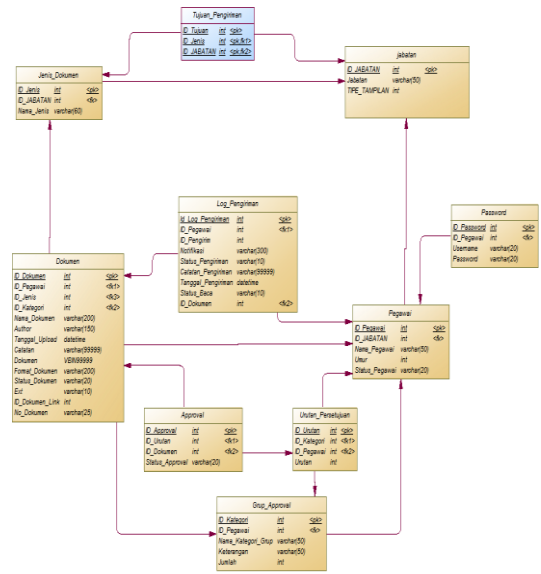 Tujuan_Pengiriman
ID_Tujuan int <pk>
ID_Jenis int <pk,fk1>
ID_JABATAN int <pk,fk2>
jabatan
ID_JABATAN int <pk>
Jabatan varchar(50)
TIPE_TAMPILAN int
Jenis_Dokumen
ID_Jenis int <pk>
ID_JABATAN int <fk>
Nama_Jenis varchar(60)
Log_Pengiriman
Id_Log_Pengiriman int <pk>
ID_Pegawai int <fk1>
ID_Pengirim int
Notifikasi varchar(300)
Status_Pengiriman varchar(10)
Catatan_Pengiriman varchar(99999)
Tanggal_Pengiriman datetime
Status_Baca varchar(10)
ID_Dokumen int <fk2>
Password
ID_Password int <pk>
ID_Pegawai int <fk>
Username varchar(20)
Password varchar(20)
Dokumen
ID_Dokumen int <pk>
ID_Pegawai int <fk1>
ID_Jenis int <fk3>
ID_Kategori int <fk2>
Nama_Dokumen varchar(200)
Author varchar(150)
Tanggal_Upload datetime
Catatan varchar(99999)
Dokumen VBIN99999
Format_Dokumen varchar(200)
Status_Dokumen varchar(20)
Ext varchar(10)
ID_Dokumen_Link int
No_Dokumen varchar(25)
Pegawai
ID_Pegawai int <pk>
ID_JABATAN int <fk>
Nama_Pegawai varchar(50)
Umur int
Status_Pegawai varchar(20)
Approval
ID_Approval int <pk>
ID_Urutan int <fk1>
ID_Dokumen int <fk2>
Status_Approval varchar(20)
Urutan_Persetujuan
ID_Urutan int <pk>
ID_Kategori int <fk1>
ID_Pegawai int <fk2>
Urutan int
Grup_Approval
ID_Kategori int <pk>
ID_Pegawai int <fk>
Nama_Kategori_Grup varchar(50)
Keterangan varchar(50)
Jumlah int